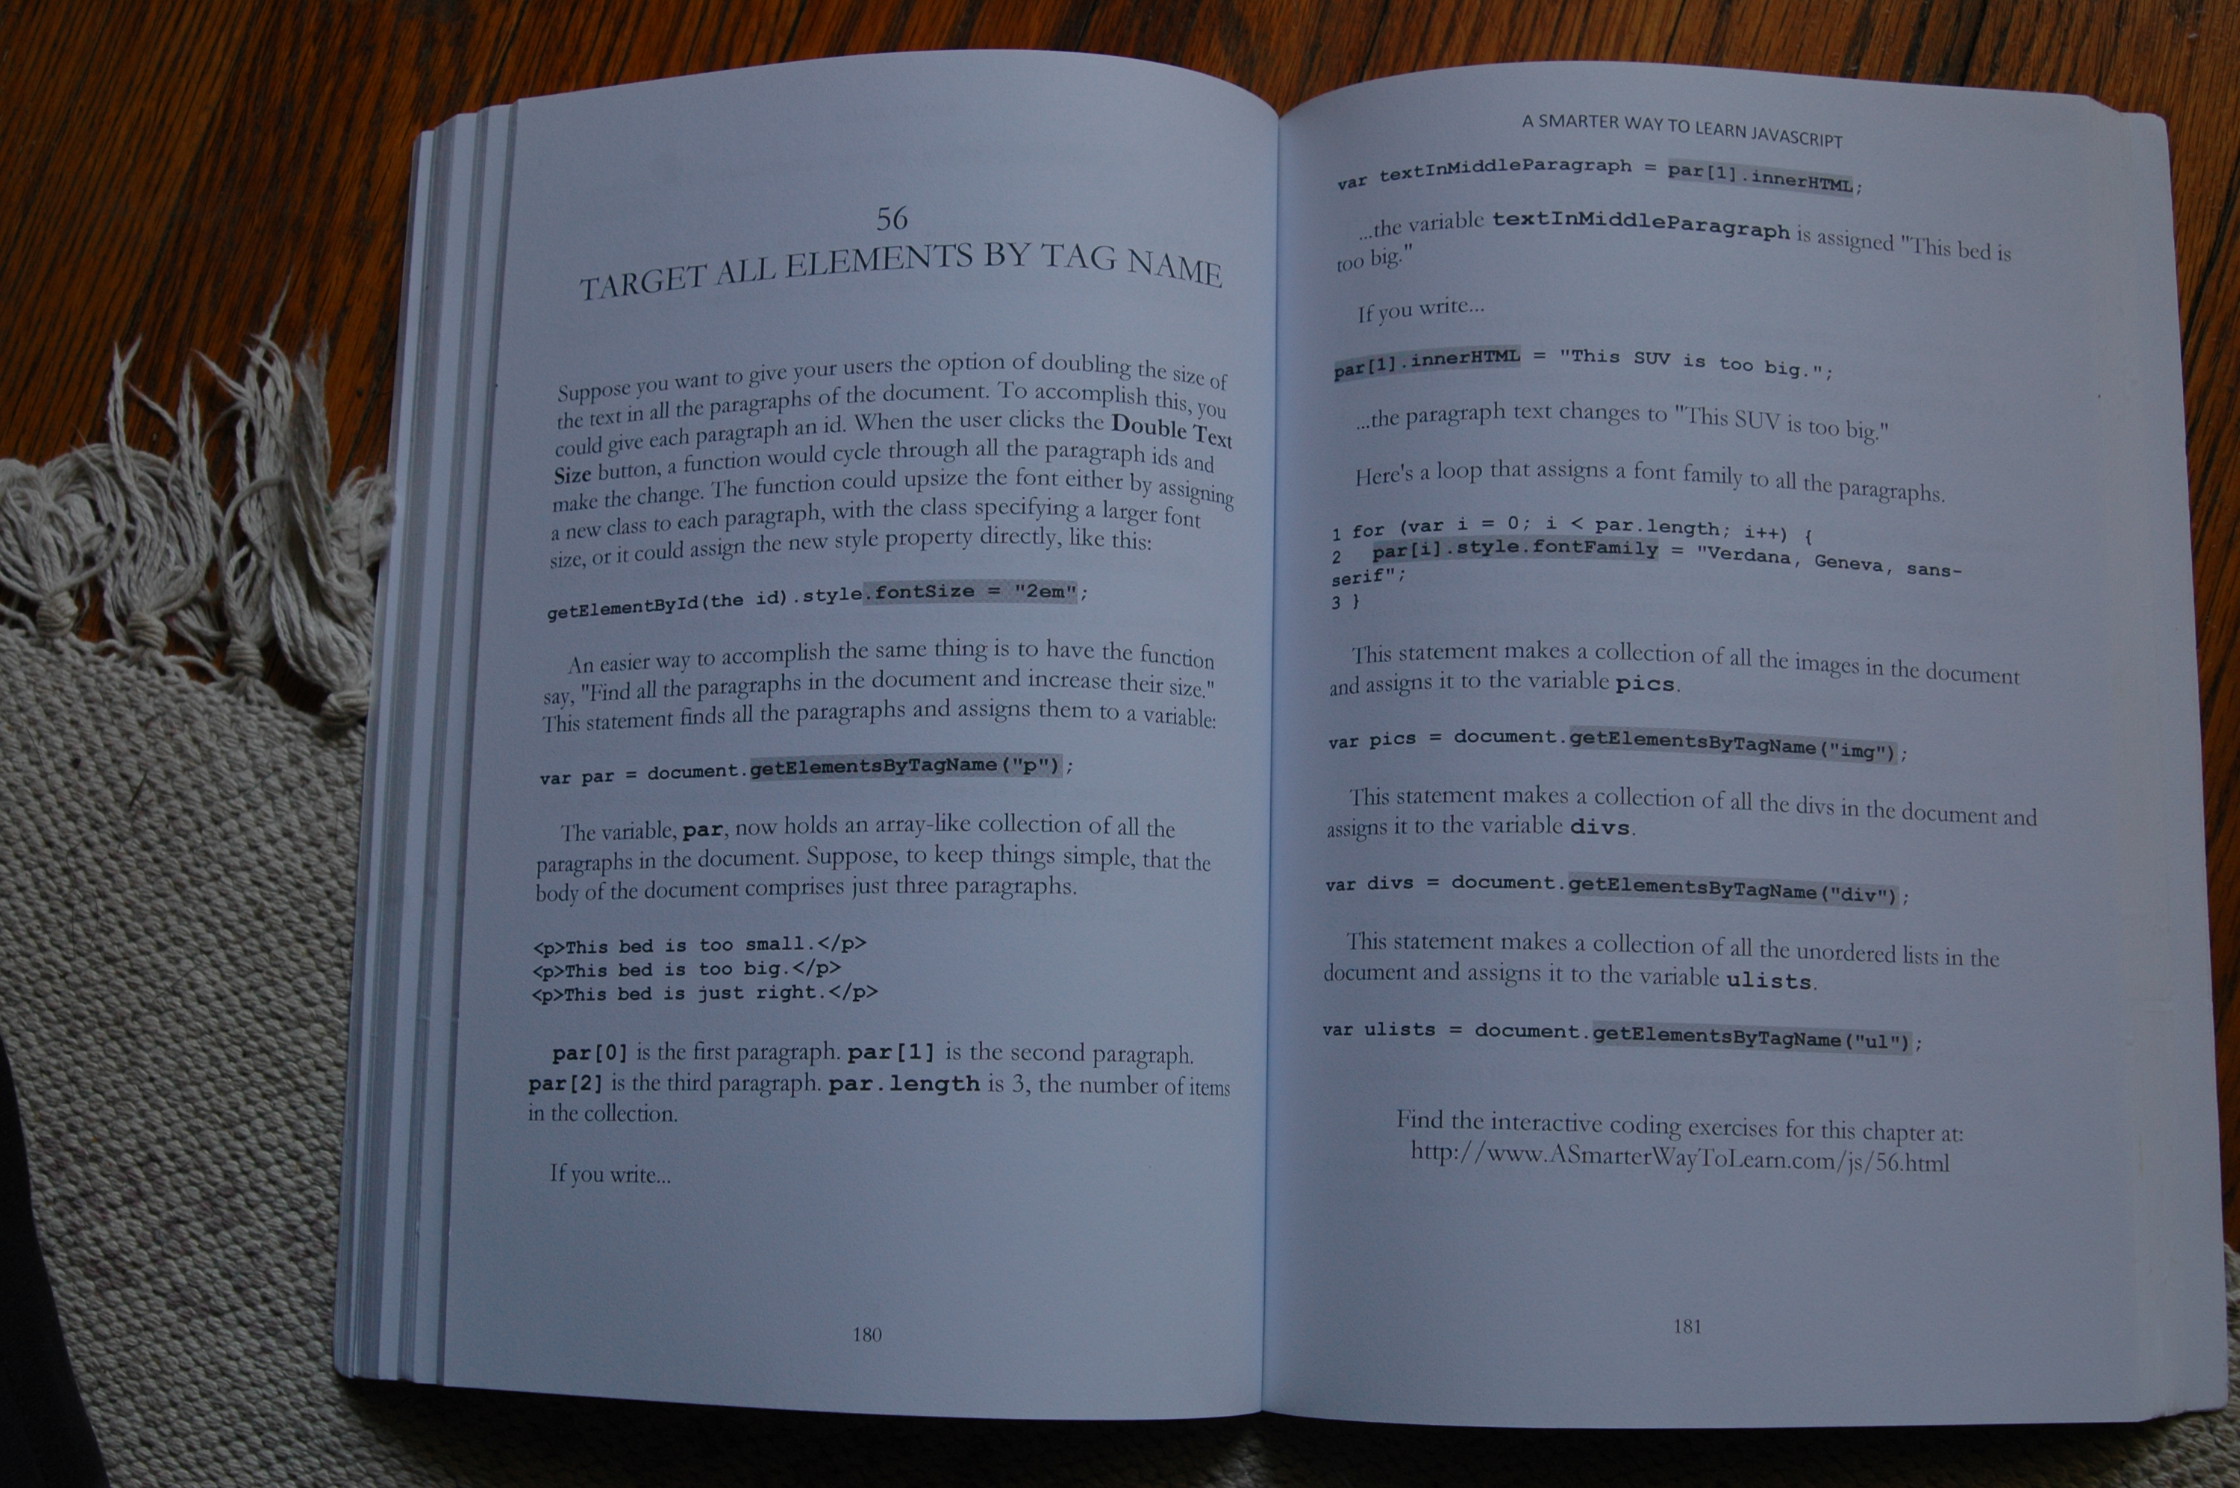 56
TARGET ALL ELEMENTS BY TAG NAME
Suppose you want to give your users the option of doubling the size of
the text in all the paragraphs of the document. To accomplish this, you
could give each paragraph an id. When the user clicks the Double Text
Size button, a function would cycle through all the paragraph ids and
make the change. The function could upsize the font either by assigning
a new class to each paragraph, with the class specifying a larger font
size, or it could assign the new style property directly, like this:
getElementById(the id).style.fontSize = "2em";
An easier way to accomplish the same thing is to have the function
say, "Find all the paragraphs in the document and increase their size."
This statement finds all the paragraphs and assigns them to a variable:
var par = document.getElementsByTagName("p");
The variable, par, now holds an array-like collection of all the
paragraphs in the document. Suppose, to keep things simple, that the
body of the document comprises just three paragraphs.
<p>This bed is too small.</p>
<p>This bed is too big.</p>
<p>This bed is just right.</p>
par[0] is the first paragraph. par[1] is the second paragraph.
par[2] is the third paragraph. par.length is 3, the number of items
in the collection.
If you write...
180
A SMARTER WAY TO LEARN JAVASCRIPT
var textInMiddleParagraph = par[1].innerHTML;
...the variable textInMiddleParagraph is assigned "This bed is
too big."
If you write...
par[1].innerHTML = "This SUV is too big.";
...the paragraph text changes to "This SUV is too big."
Here's a loop that assigns a font family to all the paragraphs.
1 for (var i = 0; i < par.length; i++) {
2 par[i].style.fontFamily = "Verdana, Geneva, sans-
serif";
3 }
This statement makes a collection of all the images in the document
and assigns it to the variable pics.
var pics = document.getElementsByTagName("img");
This statement makes a collection of all the divs in the document and
assigns it to the variable divs.
var divs = document.getElementsByTagName("div");
This statement makes a collection of all the unordered lists in the
document and assigns it to the variable ulists.
var ulists = document.getElementsByTagName("ul");
Find the interactive coding exercises for this chapter at:
http://www.ASmarterWayToLearn.com/js/56.html
181